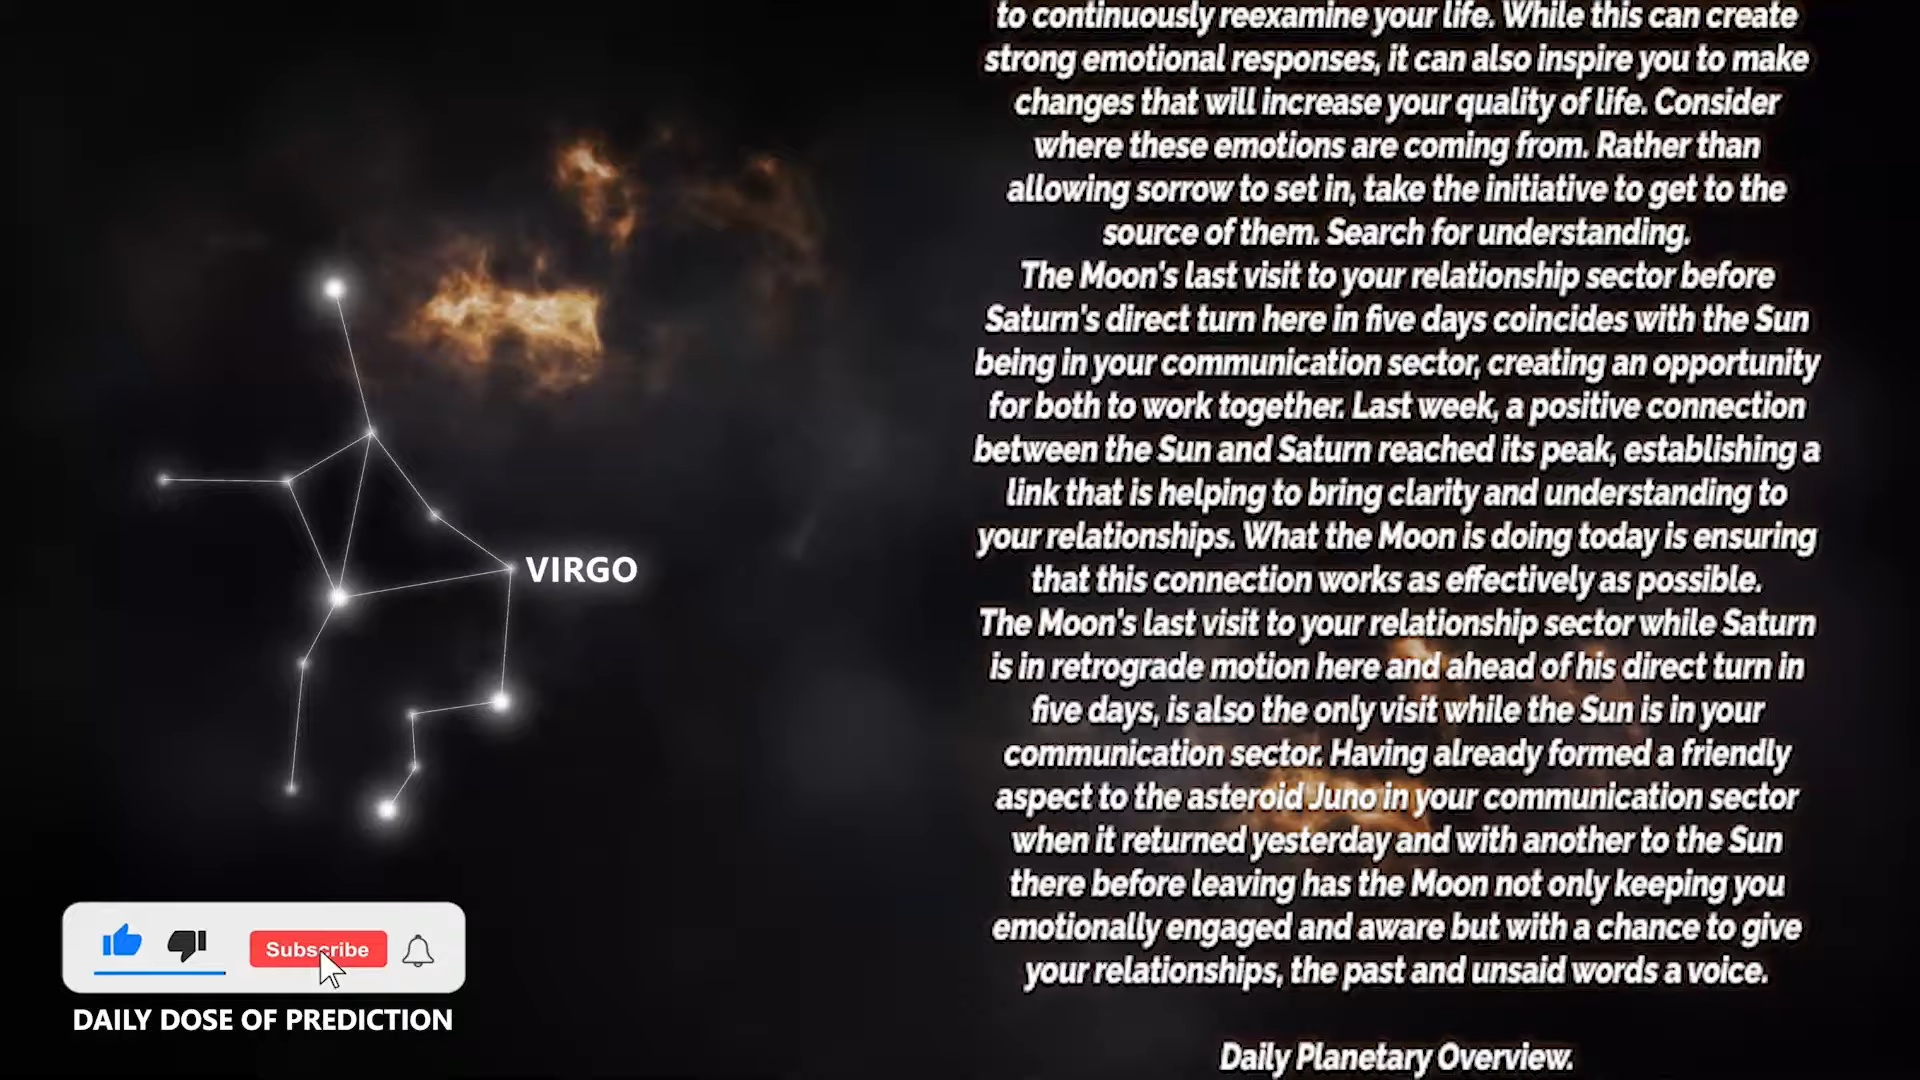 to continuously reexamine your life. While this can create
strong emotional responses, it can also inspire you to make
changes that will increase your quality of life. Consider
where these emotions are coming from. Rather than
allowing sorrow to set in, take the initiative to get to the
source of them. Search for understanding.
The Moon's last visit to your relationship sector before
Saturn's direct turn here in five days coincides with the Sun
being in your communication sector, creating an opportunity
for both to work together. Last week, a positive connection
between the Sun and Saturn reached its peak, establishing a
link that is helping to bring clarity and understanding to
your relationships. What the Moon is doing today is ensuring
that this connection works as effectively as possible.
The Moon's last visit to your relationship sector while Saturn
is in retrograde motion here and ahead of his direct turn in
five days, is also the only visit while the Sun is in your
communication sector. Having already formed a friendly
aspect to the asteroid Juno in your communication sector
when it returned yesterday and with another to the Sun
there before leaving has the Moon not only keeping you
emotionally engaged and aware but with a chance to give
your relationships, the past and unsaid words a voice.
Daily Planetary Overview.
VIRGO
Subscribe
DAILY DOSE OF PREDICTION